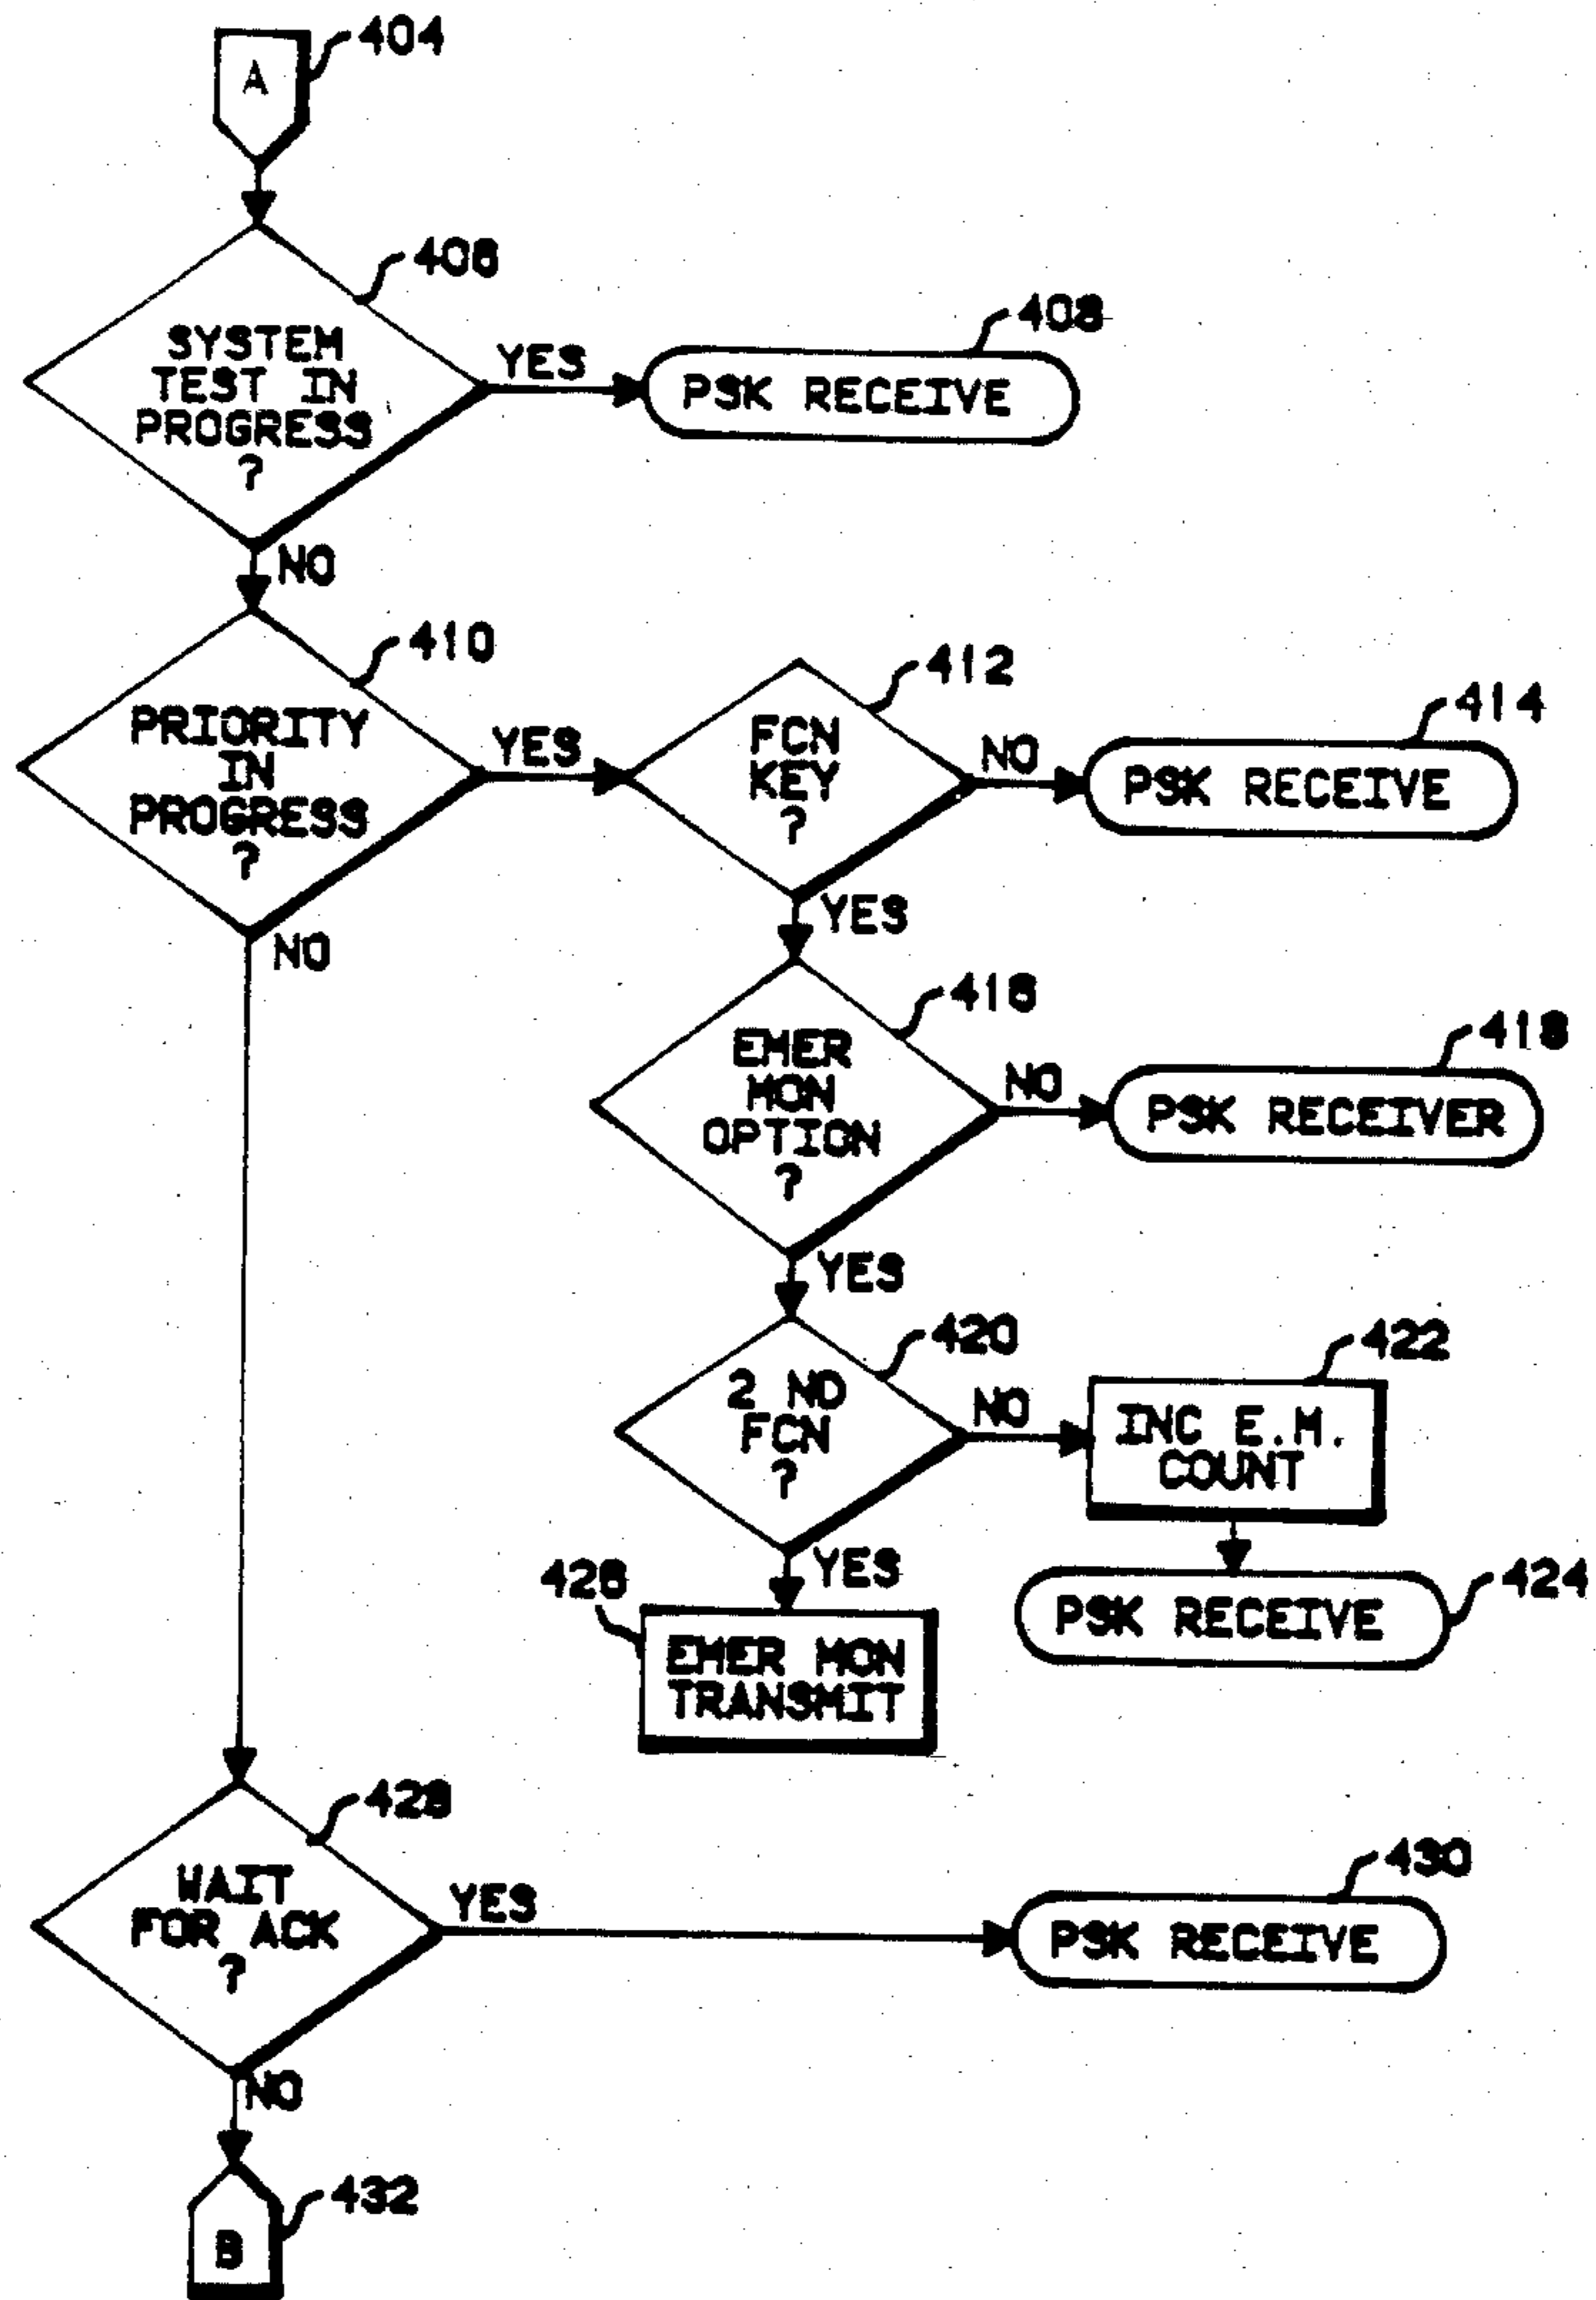 404
A
406
SYSTEM
TEST IN
PROGRESS
?
YES
408
PSK RECEIVE
NO
410
PRIORITY
IN
PROGRESS
?
YES
412
FCN
KEY
?
NO
414
PSK RECEIVE
NO
YES
416
EMER
MON
OPTION
?
NO
418
PSK RECEIVER
YES
420
2 ND
FCN
?
NO
422
INC E.M.
COUNT
YES
424
PSK RECEIVE
426
EMER MON
TRANSMIT
428
WAIT
FOR ACK
?
YES
430
PSK RECEIVE
NO
432
B